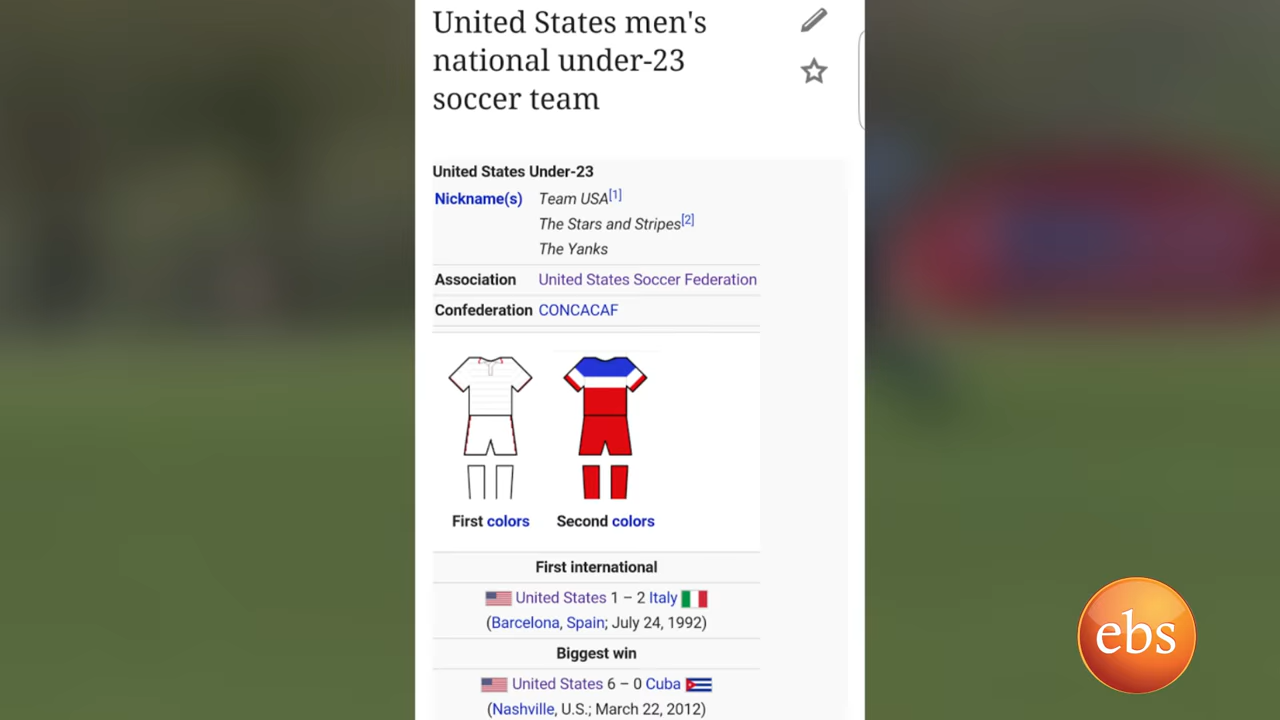 United States men's
national under-23
soccer team
United States Under-23
Nickname(s) Team USA[1]
The Stars and Stripes[2]
The Yanks
Association United States Soccer Federation
Confederation CONCACAF
First colors Second colors
First international
United States 1 – 2 Italy
(Barcelona, Spain; July 24, 1992)
Biggest win
United States 6 – 0 Cuba
(Nashville, U.S.; March 22, 2012)
ebs